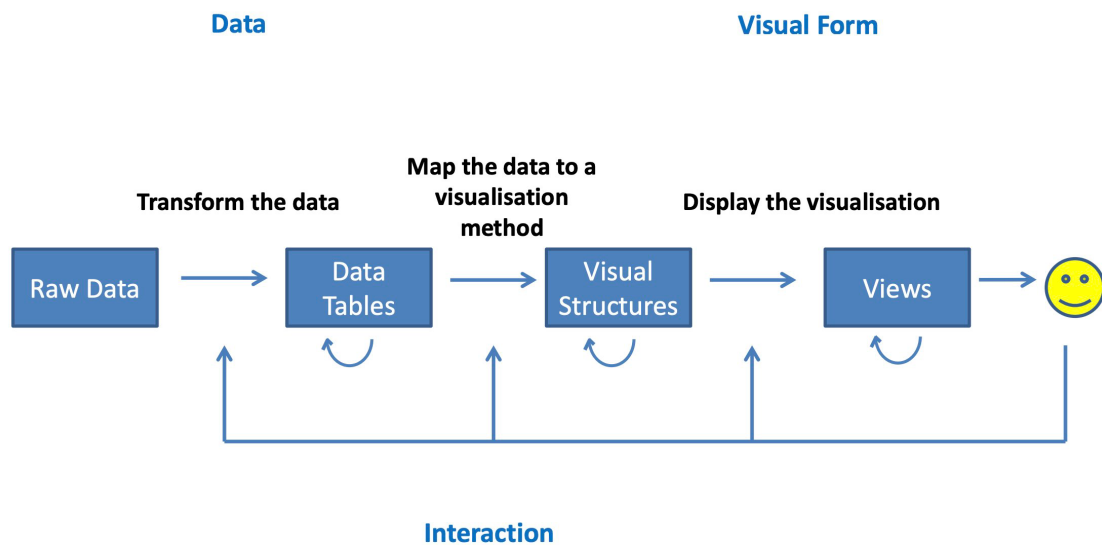 Data
Visual Form
Transform the data
Map the data to a
visualisation
method
Display the visualisation
Raw Data
Data
Tables
Visual
Structures
Views
Interaction